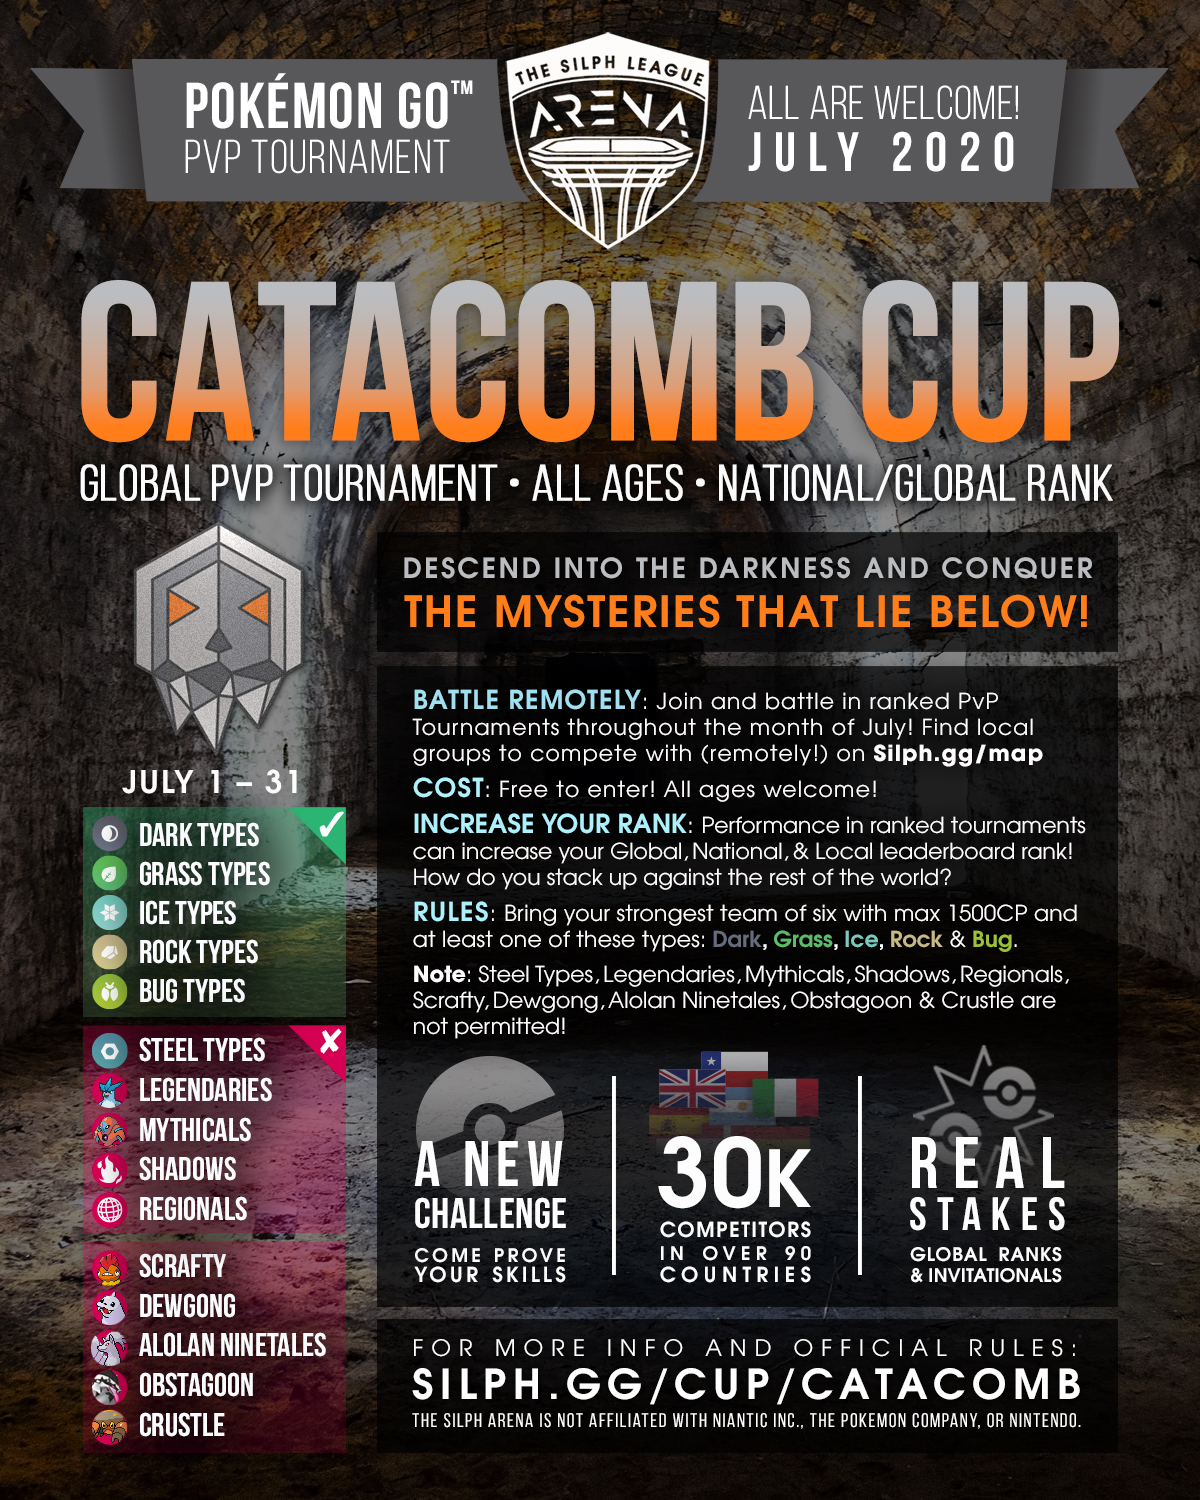 POKÉMON GO™
PVP TOURNAMENT
THE SILPH LEAGUE
ARENA
ALL ARE WELCOME!
JULY 2020
CATACOMB CUP
GLOBAL PVP TOURNAMENT • ALL AGES • NATIONAL/GLOBAL RANK
DESCEND INTO THE DARKNESS AND CONQUER
THE MYSTERIES THAT LIE BELOW!
JULY 1 – 31
DARK TYPES
GRASS TYPES
ICE TYPES
ROCK TYPES
BUG TYPES
STEEL TYPES
LEGENDARIES
MYTHICALS
SHADOWS
REGIONALS
SCRAFTY
DEWGONG
ALOLAN NINETALES
OBSTAGOON
CRUSTLE
BATTLE REMOTELY: Join and battle in ranked PvP
Tournaments throughout the month of July! Find local
groups to compete with (remotely!) on Silph.gg/map
COST: Free to enter! All ages welcome!
INCREASE YOUR RANK: Performance in ranked tournaments
can increase your Global, National, & Local leaderboard rank!
How do you stack up against the rest of the world?
RULES: Bring your strongest team of six with max 1500CP and
at least one of these types: Dark, Grass, Ice, Rock & Bug.
Note: Steel Types, Legendaries, Mythicals, Shadows, Regionals,
Scrafty, Dewgong, Alolan Ninetales, Obstagoon & Crustle are
not permitted!
A NEW
CHALLENGE
COME PROVE
YOUR SKILLS
30K
COMPETITORS
IN OVER 90
COUNTRIES
REAL
STAKES
GLOBAL RANKS
& INVITATIONALS
FOR MORE INFO AND OFFICIAL RULES:
SILPH.GG/CUP/CATACOMB
THE SILPH ARENA IS NOT AFFILIATED WITH NIANTIC INC., THE POKEMON COMPANY, OR NINTENDO.